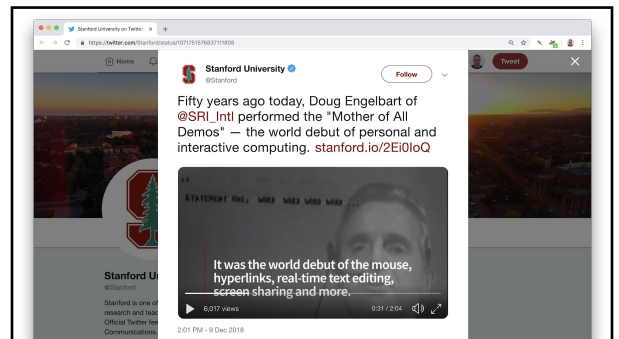 Stanford University on Twitter
https://twitter.com/Stanford/status/1071751576837111808
Home
Tweet
Stanford University
@Stanford
Follow
Fifty years ago today, Doug Engelbart of
@SRI_Intl performed the "Mother of All
Demos" — the world debut of personal and
interactive computing. stanford.io/2Ei0IoQ
STATEMENT ONE: WORD WORD WORD WORD
It was the world debut of the mouse,
hyperlinks, real-time text editing,
screen sharing and more.
6,017 views
0:31 / 2:04
2:01 PM - 9 Dec 2018
Stanford Un
@Stanford
Stanford is one of
research and teac
Official Twitter fee
Communications,